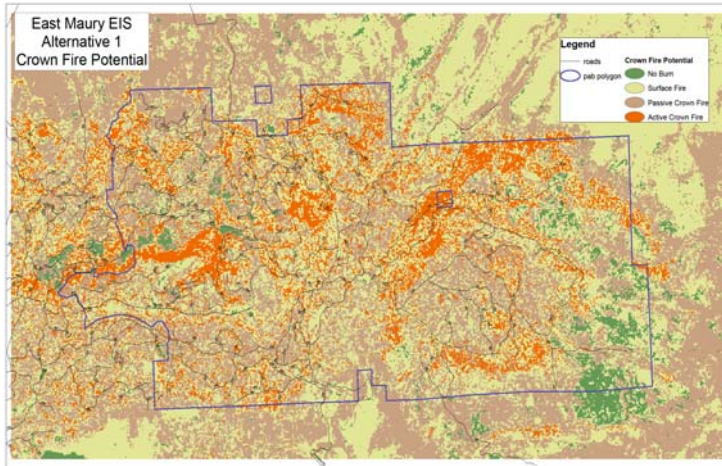 East Maury EIS
Alternative 1
Crown Fire Potential
Legend
roads
pab polygon
Crown Fire Potential
No Burn
Surface Fire
Passive Crown Fire
Active Crown Fire